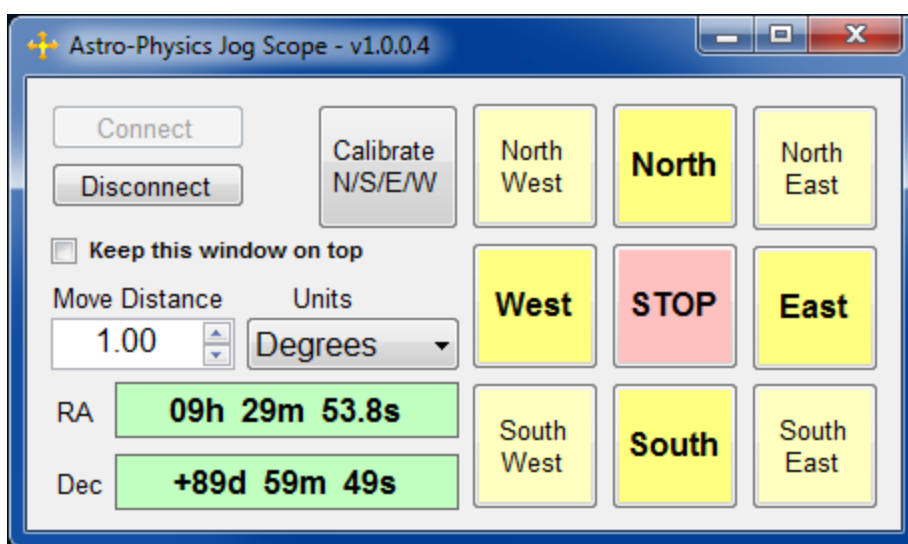 Astro-Physics Jog Scope - v1.0.0.4
Connect
Disconnect
Calibrate
N/S/E/W
Keep this window on top
Move Distance
Units
1.00
Degrees
RA
09h 29m 53.8s
Dec
+89d 59m 49s
North
West
North
North
East
West
STOP
East
South
West
South
South
East